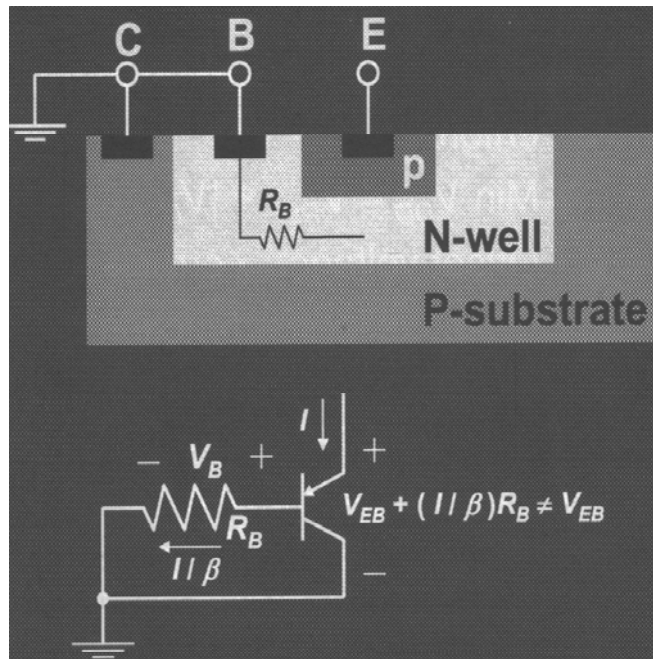 C B E
p
R_B
N-well
P-substrate
I
− V_B + +
V_EB + (I / β)R_B ≠ V_EB
R_B
I / β
−